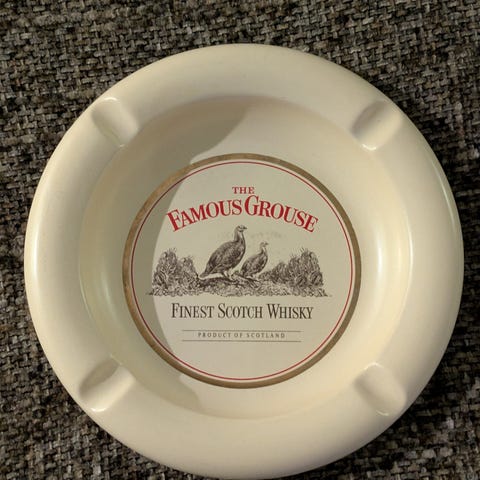 THE
FAMOUS GROUSE
FINEST SCOTCH WHISKY
PRODUCT OF SCOTLAND